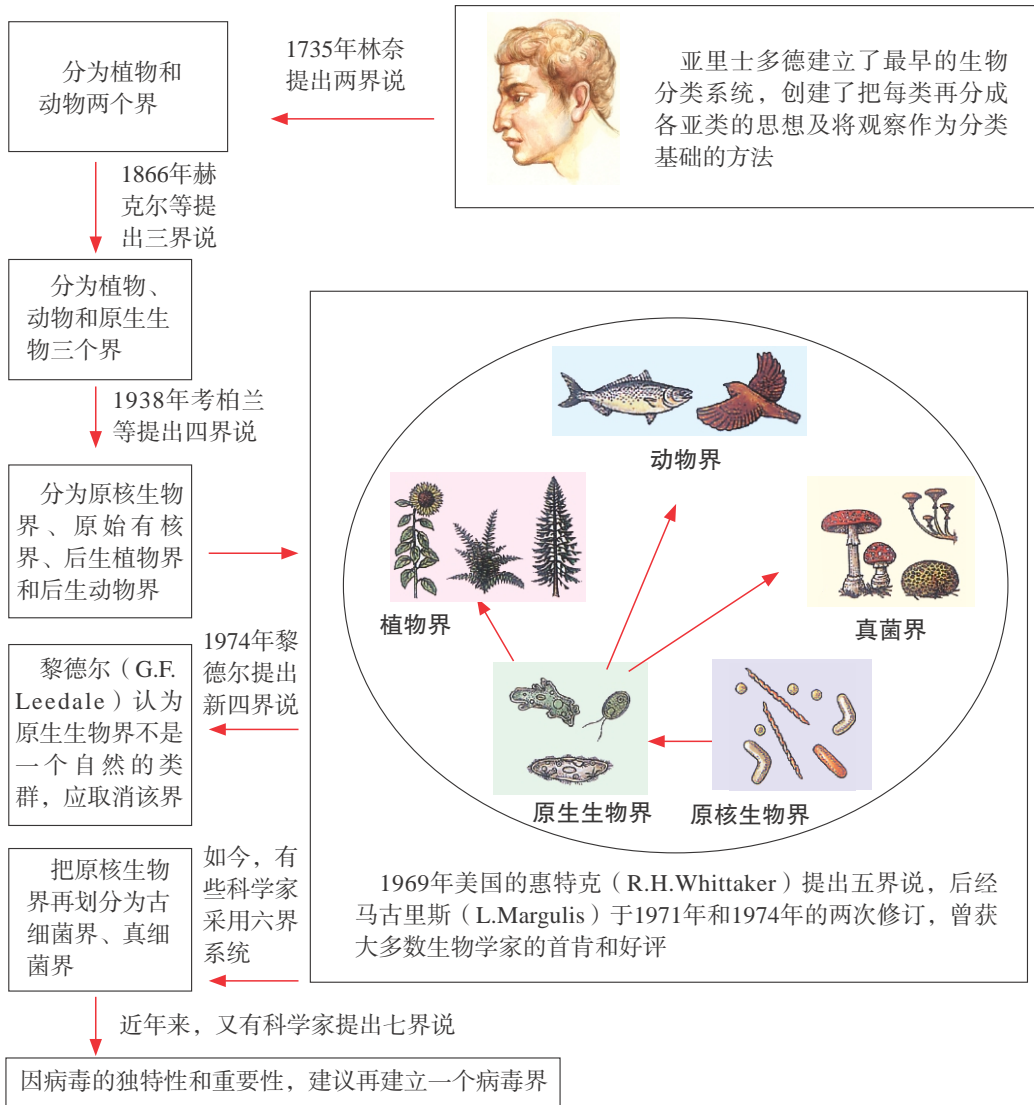 亚里士多德建立了最早的生物
分类系统，创建了把每类再分成
各亚类的思想及将观察作为分类
基础的方法
1735年林奈
提出两界说
分为植物和
动物两个界
1866年赫
克尔等提
出三界说
分为植物、
动物和原生生
物三个界
1938年考柏兰
等提出四界说
分为原核生物
界、原始有核
界、后生植物界
和后生动物界
动物界
植物界
真菌界
原生生物界
原核生物界
1969年美国的惠特克（R.H.Whittaker）提出五界说，后经
马古里斯（L.Margulis）于1971年和1974年的两次修订，曾获
大多数生物学家的首肯和好评
1974年黎
德尔提出
新四界说
黎德尔（G.F.
Leedale）认为
原生生物界不是
一个自然的类
群，应取消该界
如今，有
些科学家
采用六界
系统
把原核生物
界再划分为古
细菌界、真细
菌界
近年来，又有科学家提出七界说
因病毒的独特性和重要性，建议再建立一个病毒界